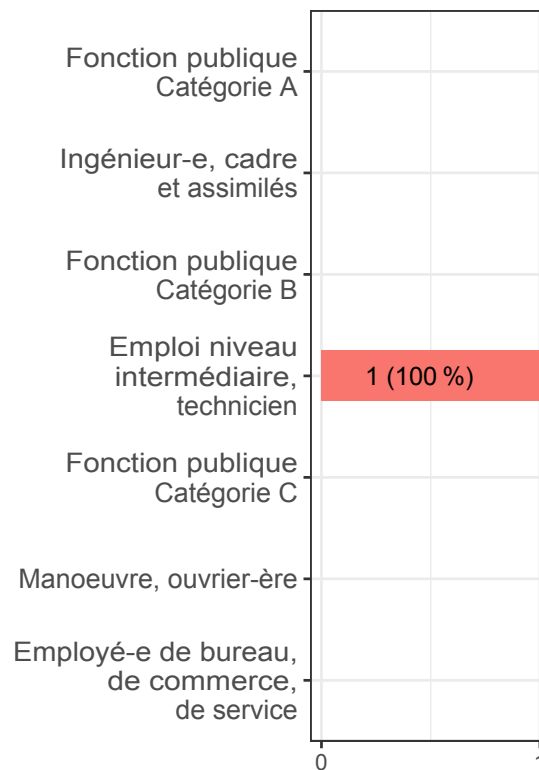 Fonction publique
Catégorie A
Ingénieur-e, cadre
et assimilés
Fonction publique
Catégorie B
Emploi niveau
intermédiaire,
technicien
1 (100 %)
Fonction publique
Catégorie C
Manoeuvre, ouvrier-ère
Employé-e de bureau,
de commerce,
de service
0 1